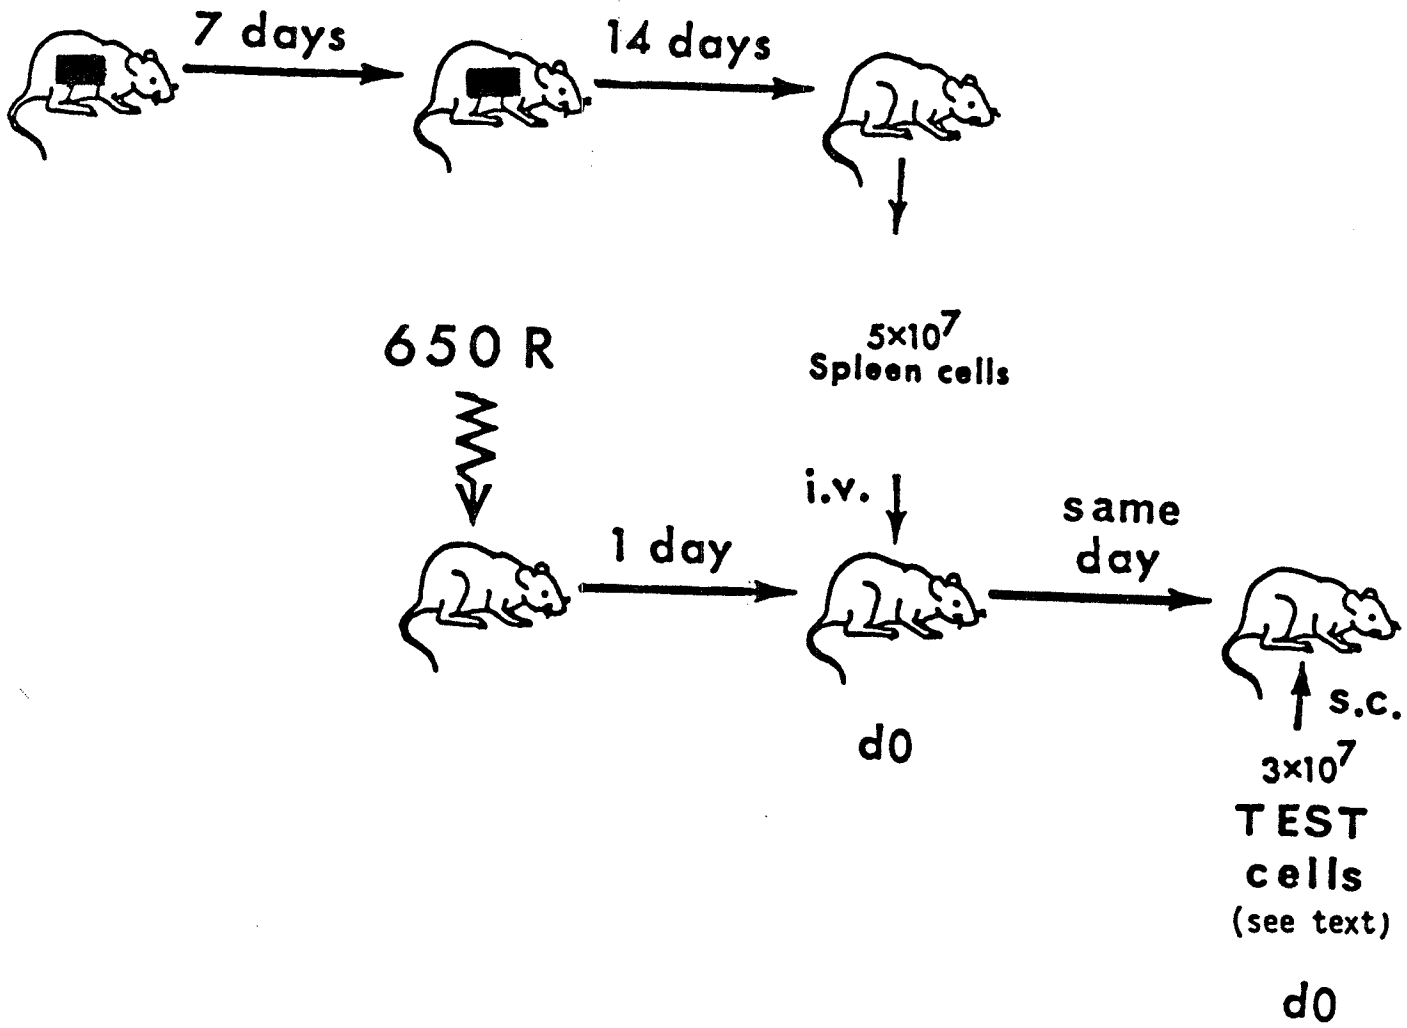 7 days
14 days
5×10⁷
Spleen cells
650 R
i.v.
1 day
same
day
d0
s.c.
3×10⁷
TEST
cells
(see text)
d0